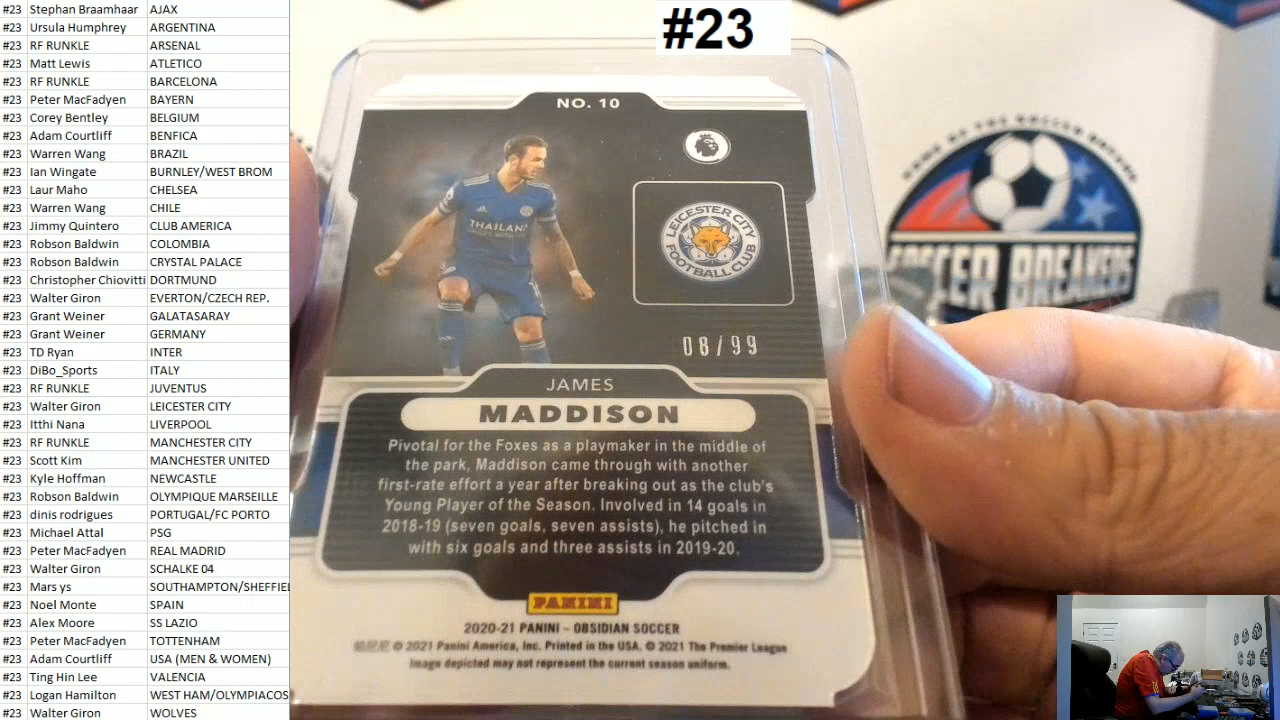 #23 Stephan Braamhaar AJAX
#23 Ursula Humphrey ARGENTINA
#23 RF RUNKLE ARSENAL
#23 Matt Lewis ATLETICO
#23 RF RUNKLE BARCELONA
#23 Peter MacFadyen BAYERN
#23 Corey Bentley BELGIUM
#23 Adam Courtliff BENFICA
#23 Warren Wang BRAZIL
#23 Ian Wingate BURNLEY/WEST BROM
#23 Laur Maho CHELSEA
#23 Warren Wang CHILE
#23 Jimmy Quintero CLUB AMERICA
#23 Robson Baldwin COLOMBIA
#23 Robson Baldwin CRYSTAL PALACE
#23 Christopher Chiovitti DORTMUND
#23 Walter Giron EVERTON/CZECH REP.
#23 Grant Weiner GALATASARAY
#23 Grant Weiner GERMANY
#23 TD Ryan INTER
#23 DiBo_Sports ITALY
#23 RF RUNKLE JUVENTUS
#23 Walter Giron LEICESTER CITY
#23 Itthi Nana LIVERPOOL
#23 RF RUNKLE MANCHESTER CITY
#23 Scott Kim MANCHESTER UNITED
#23 Kyle Hoffman NEWCASTLE
#23 Robson Baldwin OLYMPIQUE MARSEILLE
#23 dinis rodrigues PORTUGAL/FC PORTO
#23 Michael Attal PSG
#23 Peter MacFadyen REAL MADRID
#23 Walter Giron SCHALKE 04
#23 Mars ys SOUTHAMPTON/SHEFFIEL
#23 Noel Monte SPAIN
#23 Alex Moore SS LAZIO
#23 Peter MacFadyen TOTTENHAM
#23 Adam Courtliff USA (MEN & WOMEN)
#23 Ting Hin Lee VALENCIA
#23 Logan Hamilton WEST HAM/OLYMPIACOS
#23 Walter Giron WOLVES
#23
NO. 10
THAILAND
LEICESTER CITY
FOOTBALL CLUB
08/99
JAMES
MADDISON
Pivotal for the Foxes as a playmaker in the middle of
the park, Maddison came through with another
first-rate effort a year after breaking out as the club's
Young Player of the Season. Involved in 14 goals in
2018-19 (seven goals, seven assists), he pitched in
with six goals and three assists in 2019-20.
PANINI
2020-21 PANINI – OBSIDIAN SOCCER
© 2021 Panini America, Inc. Printed in the USA. © 2021 The Premier League
Image depicted may not represent the current season uniform.
SOCCER BREAKERS